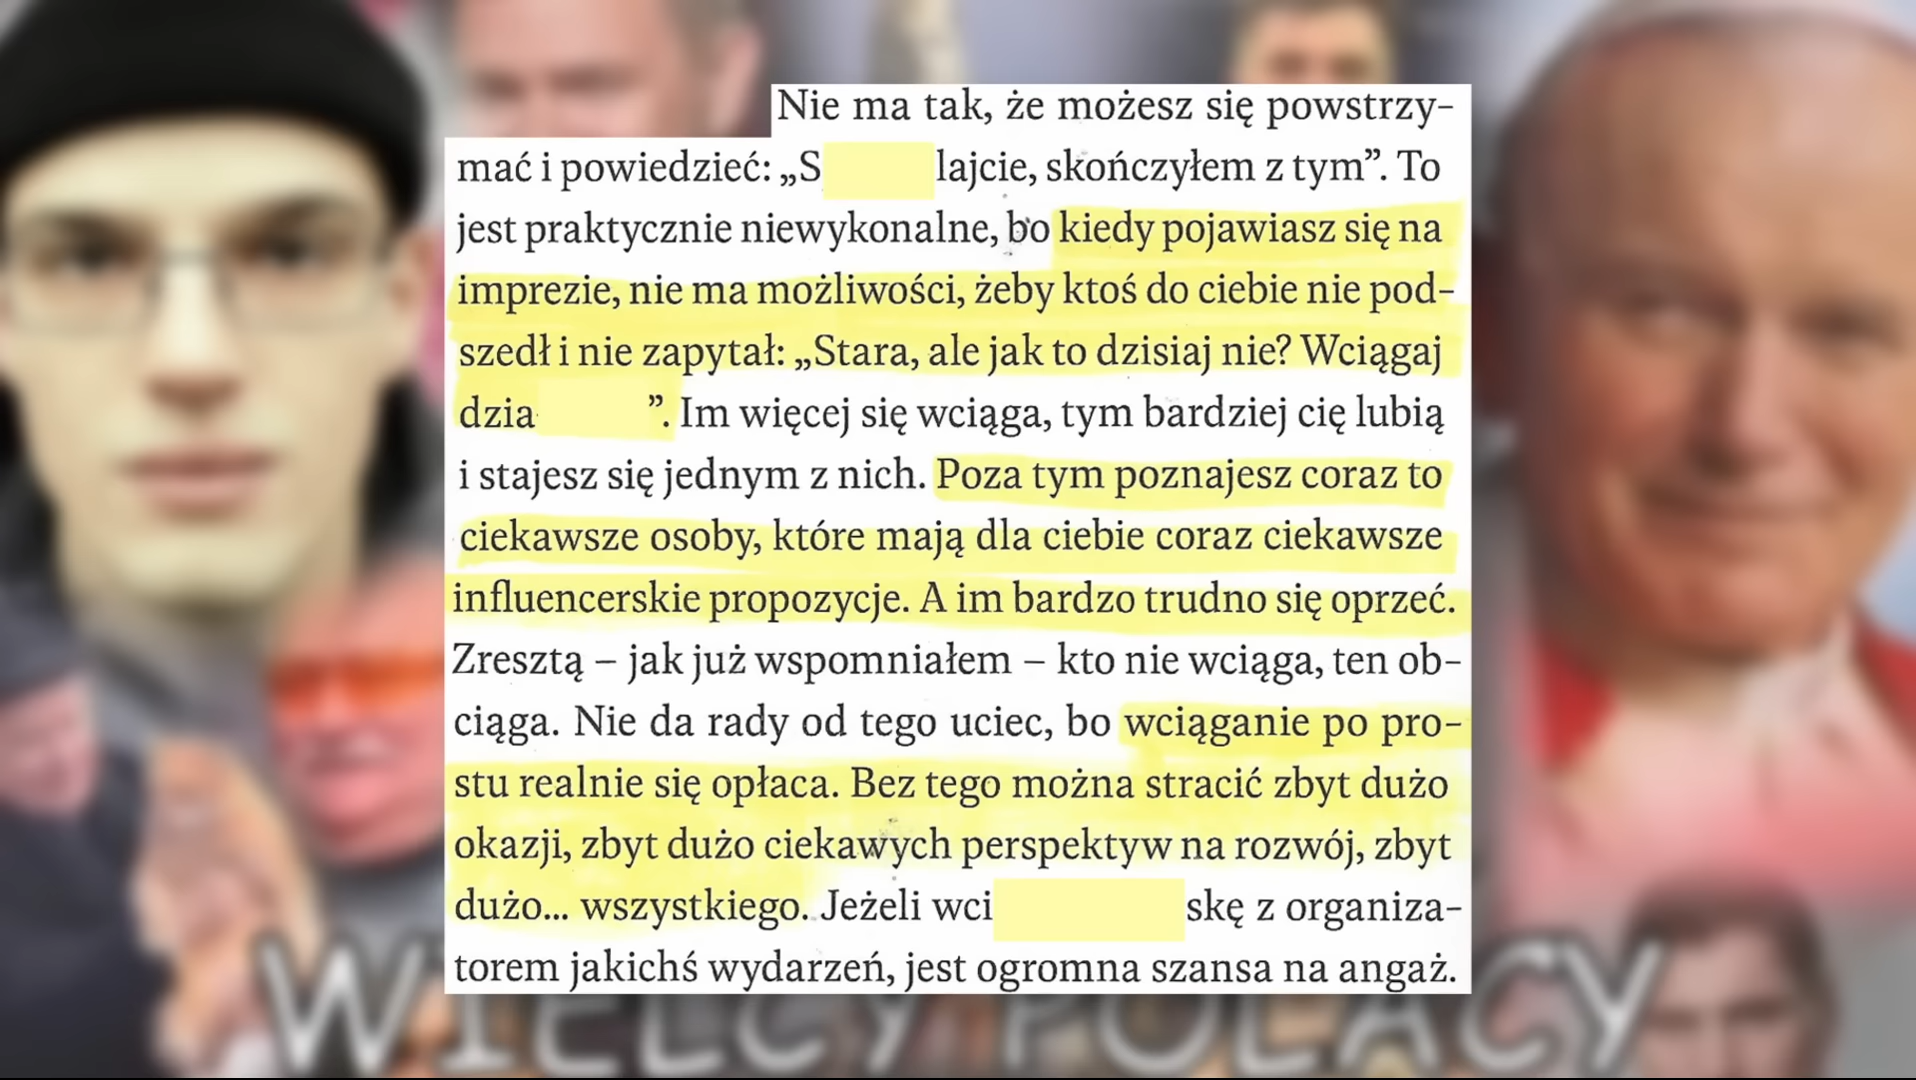 Nie ma tak, że możesz się powstrzy-
mać i powiedzieć: „S lajcie, skończyłem z tym”. To
jest praktycznie niewykonalne, bo kiedy pojawiasz się na
imprezie, nie ma możliwości, żeby ktoś do ciebie nie pod-
szedł i nie zapytał: „Stara, ale jak to dzisiaj nie? Wciągaj
dzia ”. Im więcej się wciąga, tym bardziej cię lubią
i stajesz się jednym z nich. Poza tym poznajesz coraz to
ciekawsze osoby, które mają dla ciebie coraz ciekawsze
influencerskie propozycje. A im bardzo trudno się oprzeć.
Zresztą – jak już wspomniałem – kto nie wciąga, ten ob-
ciąga. Nie da rady od tego uciec, bo wciąganie po pro-
stu realnie się opłaca. Bez tego można stracić zbyt dużo
okazji, zbyt dużo ciekawych perspektyw na rozwój, zbyt
dużo... wszystkiego. Jeżeli wci skę z organiza-
torem jakichś wydarzeń, jest ogromna szansa na angaż.
WIELCY POLACY